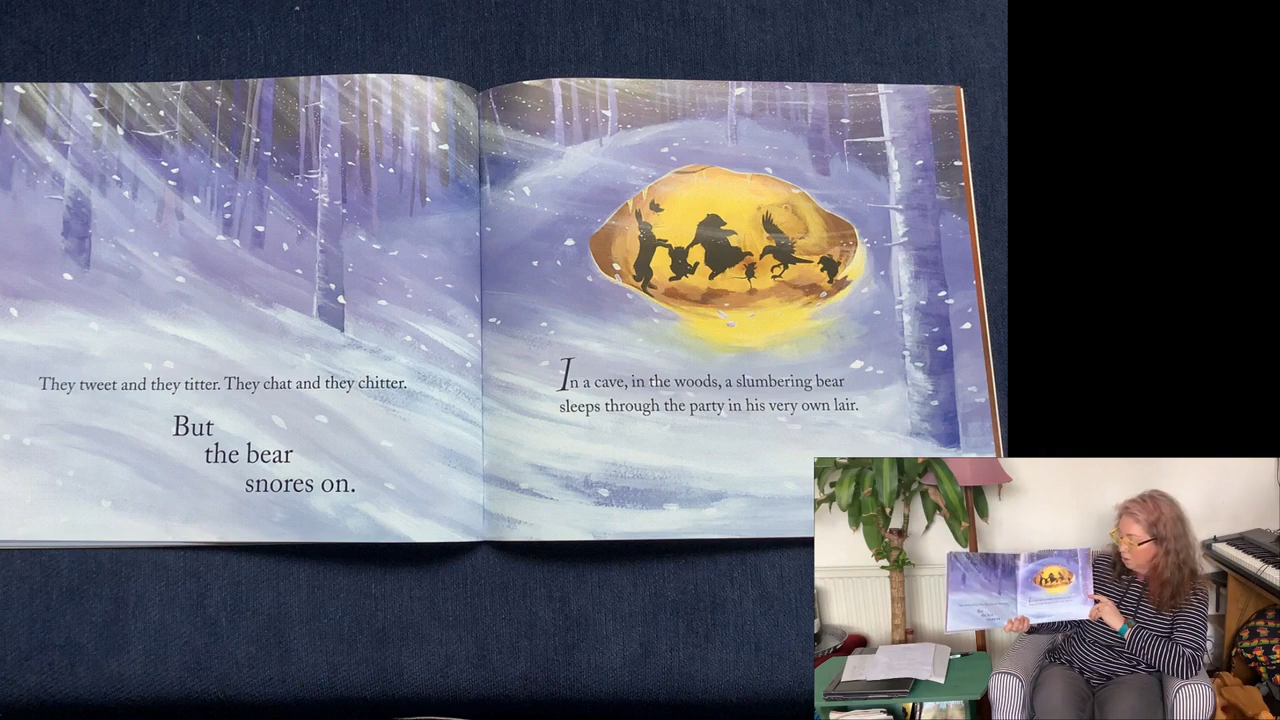 They tweet and they titter. They chat and they chitter.
But
the bear
snores on.
In a cave, in the woods, a slumbering bear
sleeps through the party in his very own lair.